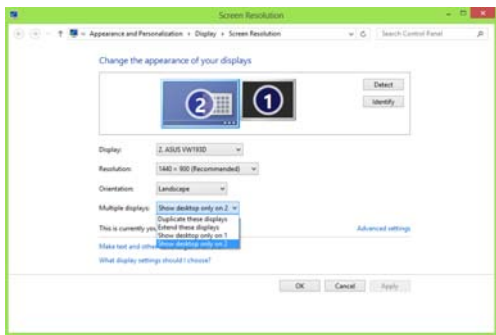 Screen Resolution
Appearance and Personalization Display Screen Resolution
Search Control Panel
Change the appearance of your displays
2
1
Detect
Identify
Display: 2. ASUS VW193D
Resolution: 1440 × 900 (Recommended)
Orientation: Landscape
Multiple displays: Show desktop only on 2
Duplicate these displays
This is currently you
Extend these displays
Advanced settings
Show desktop only on 1
Make text and othe
Show desktop only on 2
What display settings should I choose?
OK
Cancel
Apply